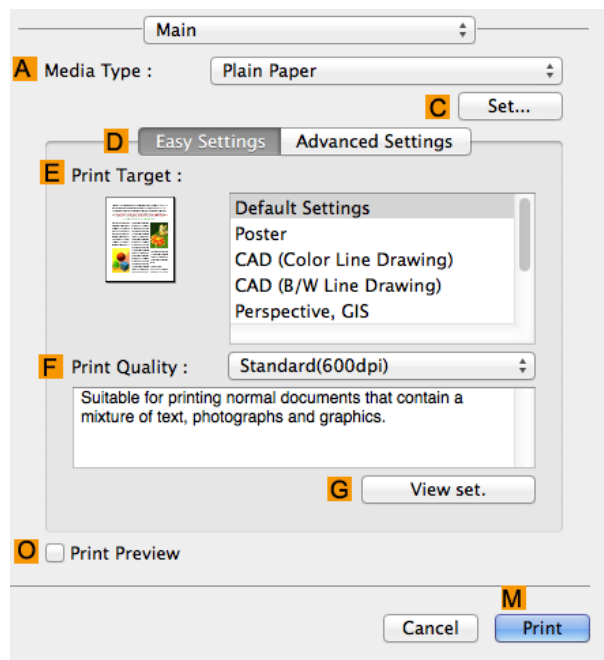 Main
A Media Type : Plain Paper
C Set...
D Easy Settings Advanced Settings
E Print Target :
Default Settings
Poster
CAD (Color Line Drawing)
CAD (B/W Line Drawing)
Perspective, GIS
F Print Quality : Standard(600dpi)
Suitable for printing normal documents that contain a
mixture of text, photographs and graphics.
G View set.
O Print Preview
M
Cancel Print